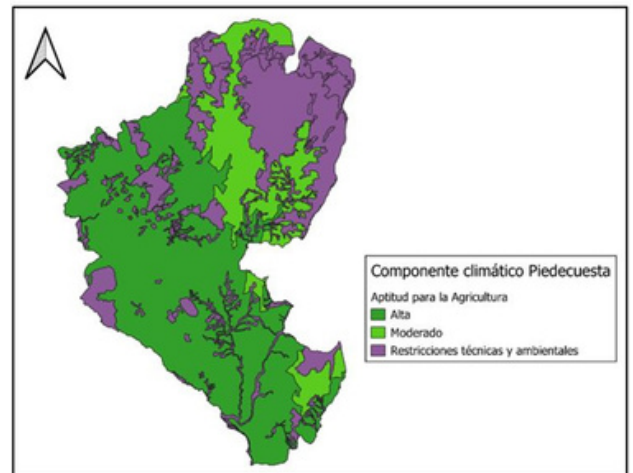 Componente climático Piedecuesta
Aptitud para la Agricultura
Alta
Moderado
Restricciones técnicas y ambientales